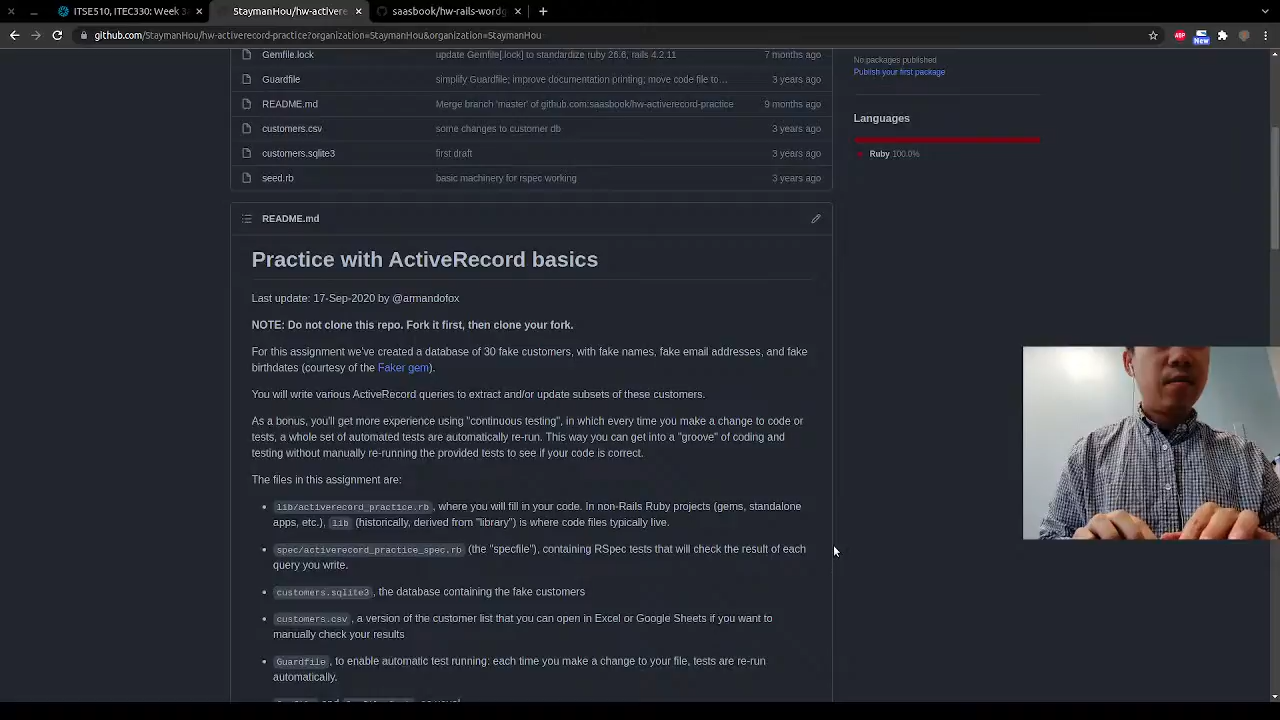 ITSE510, ITEC330: Week 3
StaymanHou/hw-activere
saasbook/hw-rails-wordg
github.com/StaymanHou/hw-activerecord-practice?organization=StaymanHou&organization=StaymanHou
ABP
New
Gemfile.lock update Gemfile[.lock] to standardize ruby 26.6, rails 4.2.11 7 months ago
No packages published
Publish your first package
Guardfile simplify Guardfile; improve documentation printing; move code file to… 3 years ago
README.md Merge branch 'master' of github.com:saasbook/hw-activerecord-practice 9 months ago
Languages
customers.csv some changes to customer db 3 years ago
customers.sqlite3 first draft 3 years ago
Ruby 100.0%
seed.rb basic machinery for rspec working 3 years ago
README.md
Practice with ActiveRecord basics
Last update: 17-Sep-2020 by @armandofox
NOTE: Do not clone this repo. Fork it first, then clone your fork.
For this assignment we've created a database of 30 fake customers, with fake names, fake email addresses, and fake
birthdates (courtesy of the Faker gem).
You will write various ActiveRecord queries to extract and/or update subsets of these customers.
As a bonus, you'll get more experience using "continuous testing", in which every time you make a change to code or
tests, a whole set of automated tests are automatically re-run. This way you can get into a "groove" of coding and
testing without manually re-running the provided tests to see if your code is correct.
The files in this assignment are:
lib/activerecord_practice.rb, where you will fill in your code. In non-Rails Ruby projects (gems, standalone
apps, etc.), lib (historically, derived from "library") is where code files typically live.
spec/activerecord_practice_spec.rb (the "specfile"), containing RSpec tests that will check the result of each
query you write.
customers.sqlite3, the database containing the fake customers
customers.csv, a version of the customer list that you can open in Excel or Google Sheets if you want to
manually check your results
Guardfile, to enable automatic test running: each time you make a change to your file, tests are re-run
automatically.